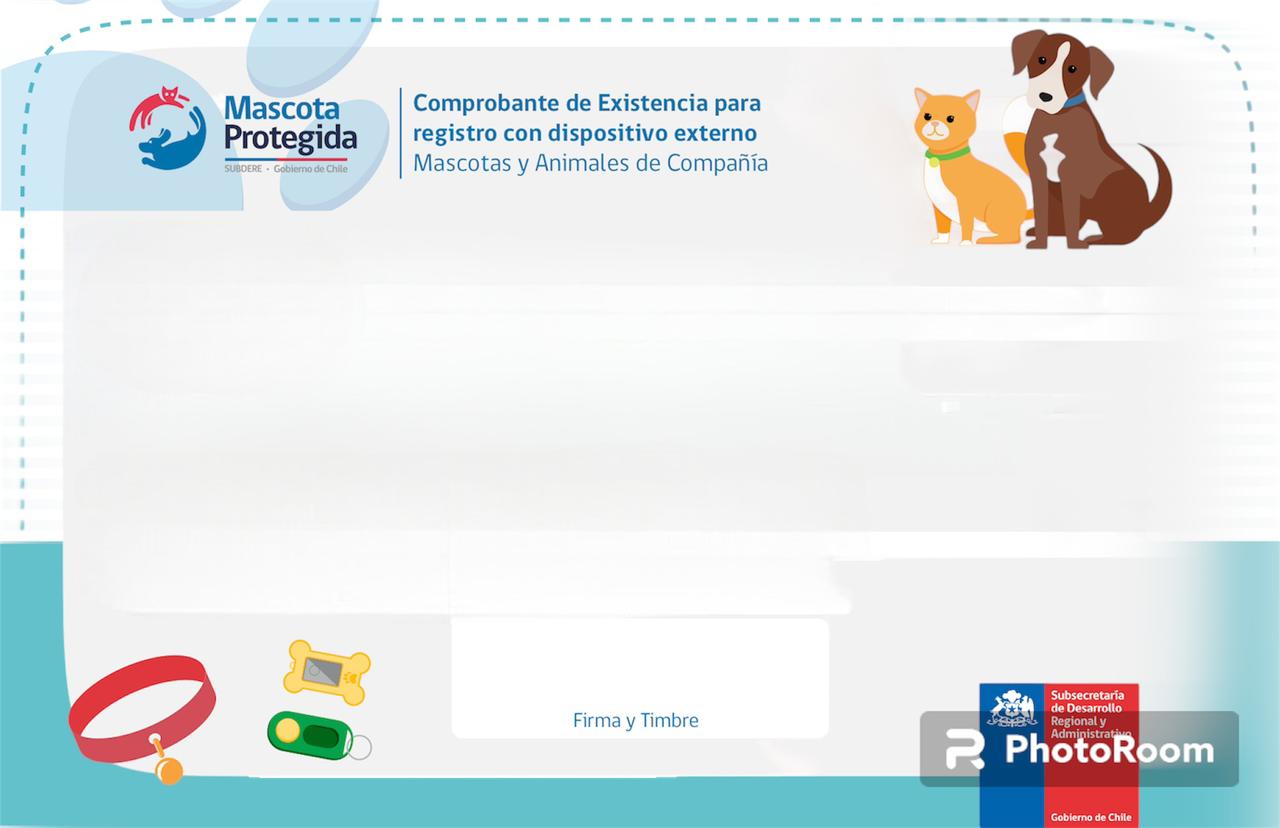 Mascota
Protegida
SUBDERE • Gobierno de Chile
Comprobante de Existencia para
registro con dispositivo externo
Mascotas y Animales de Compañía
Firma y Timbre
Subsecretaría
de Desarrollo
Regional y
Administrativo
PhotoRoom
Gobierno de Chile